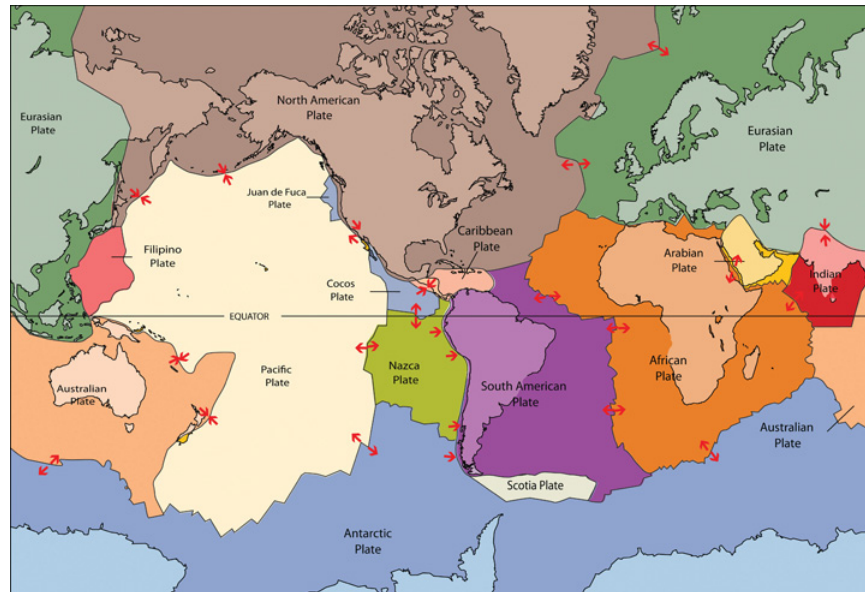 North American
Plate
Eurasian
Plate
Eurasian
Plate
Juan de Fuca
Plate
Caribbean
Plate
Filipino
Plate
Arabian
Plate
Indian
Plate
Cocos
Plate
EQUATOR
Pacific
Plate
Nazca
Plate
African
Plate
South American
Plate
Australian
Plate
Australian
Plate
Scotia Plate
Antarctic
Plate